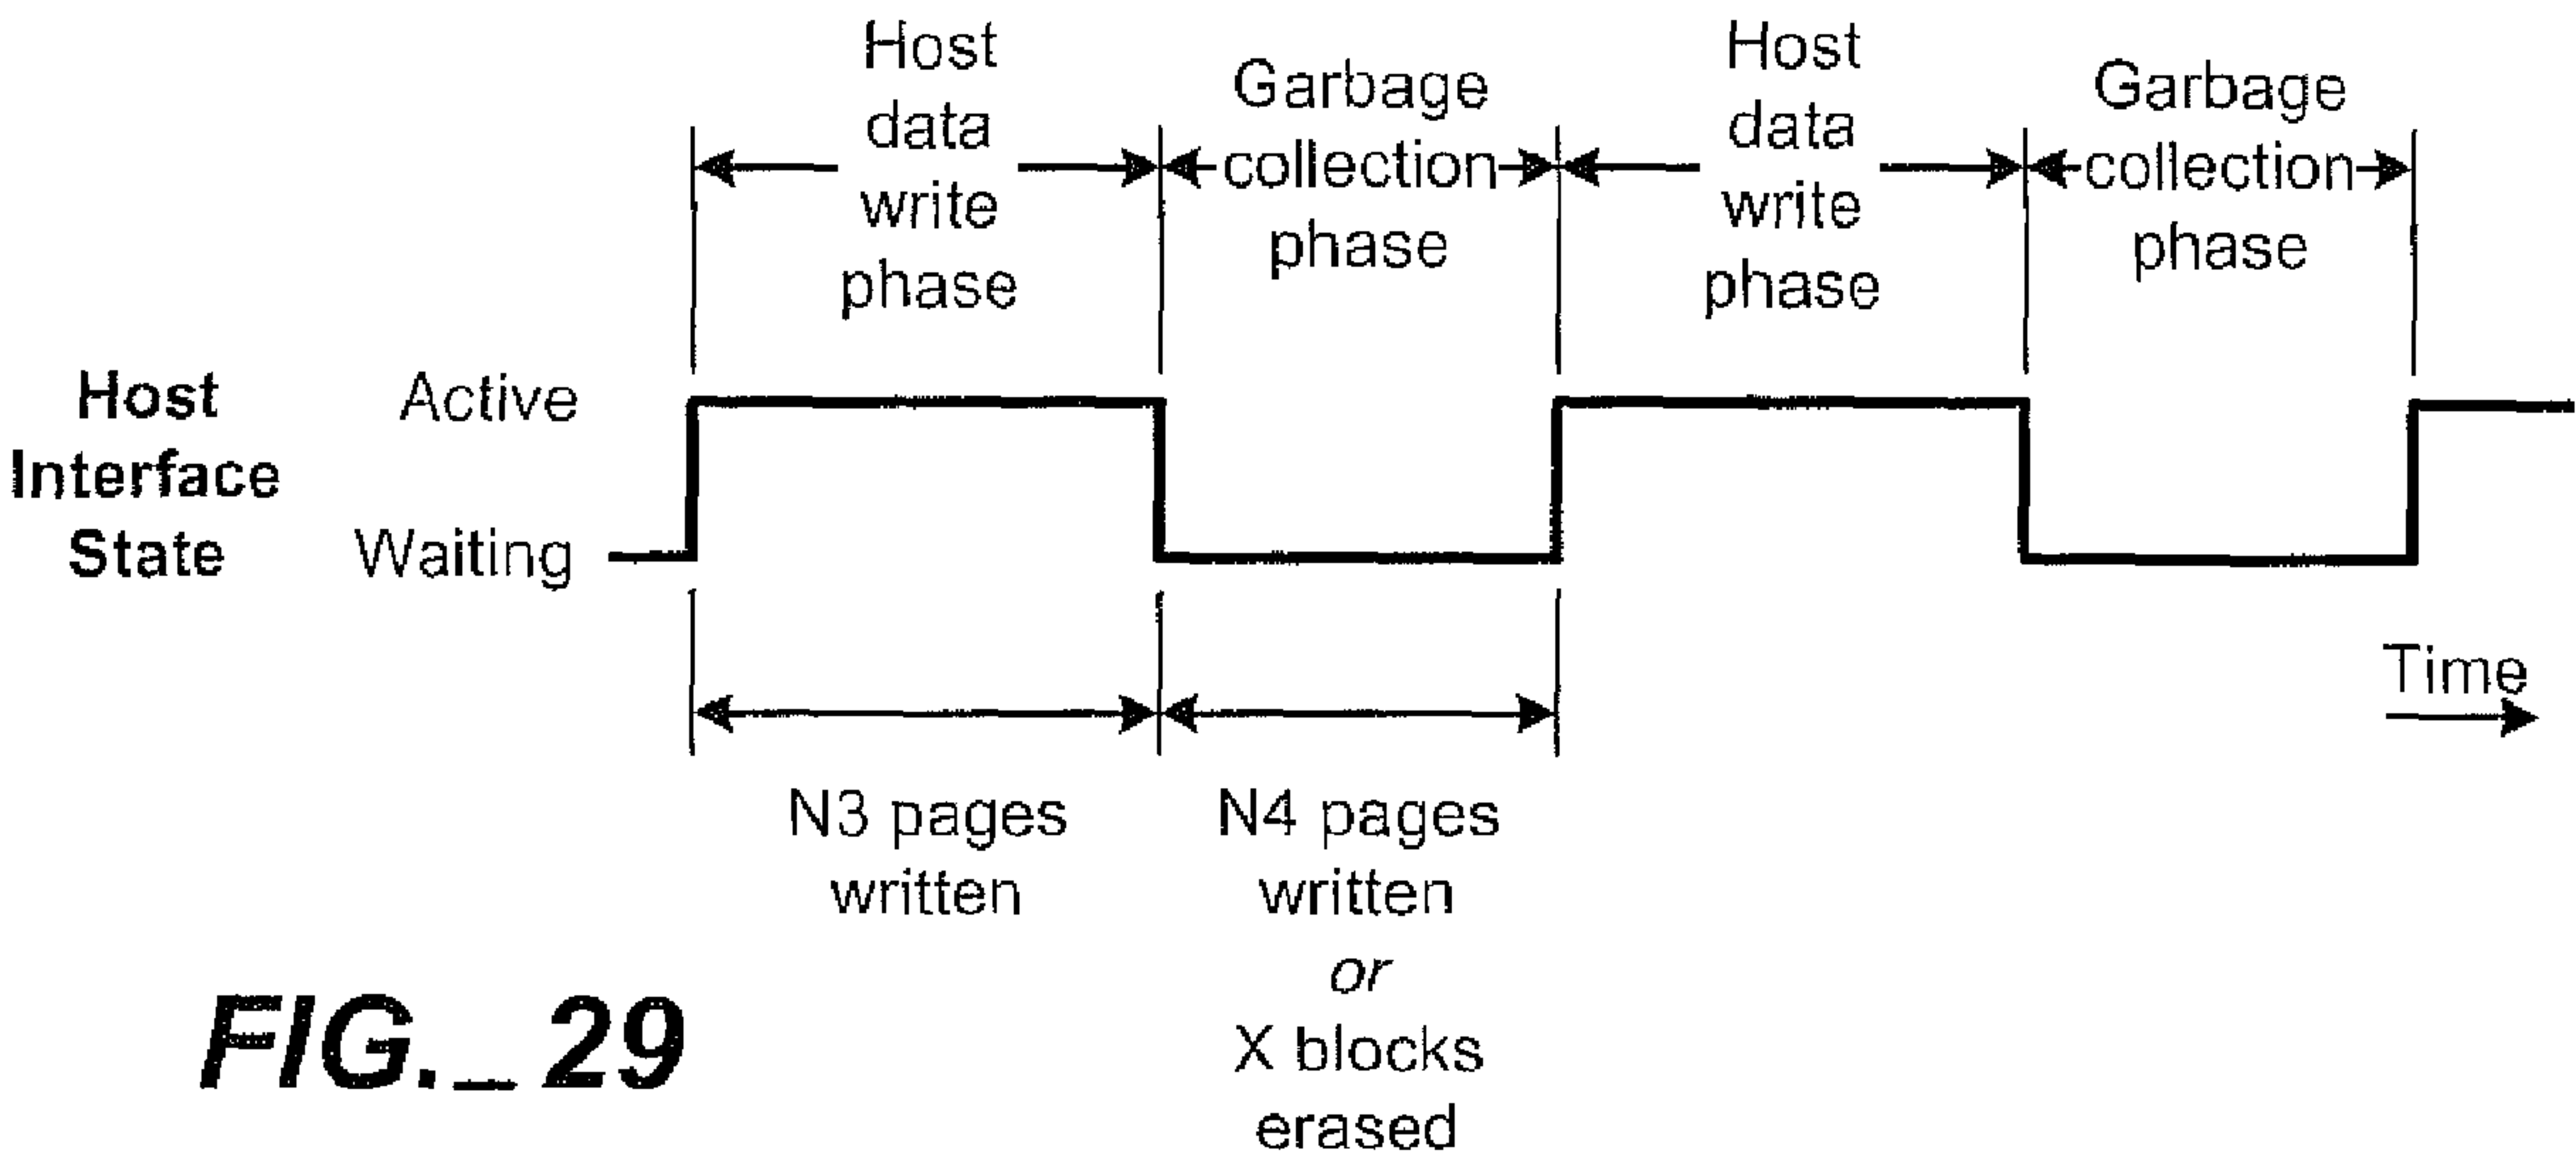 Host
data
write
phase
Garbage
collection
phase
Host
data
write
phase
Garbage
collection
phase
Host
Interface
State
Active
Waiting
Time
N3 pages
written
N4 pages
written
or
X blocks
erased
FIG._29